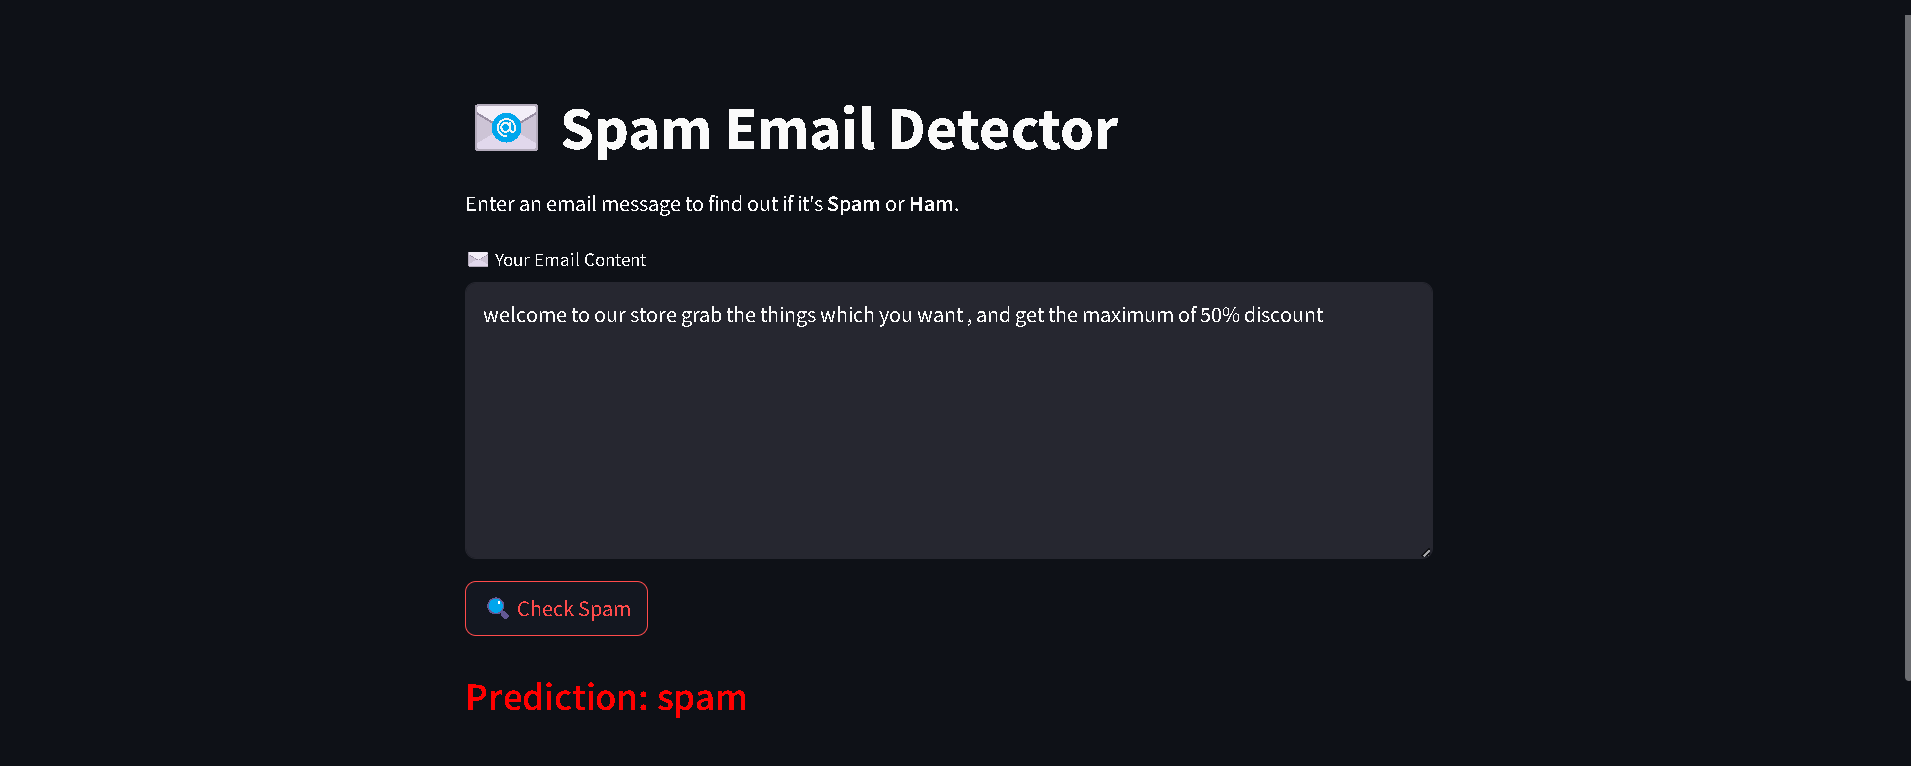 Spam Email Detector
Enter an email message to find out if it's Spam or Ham.
Your Email Content
welcome to our store grab the things which you want , and get the maximum of 50% discount
Check Spam
Prediction: spam